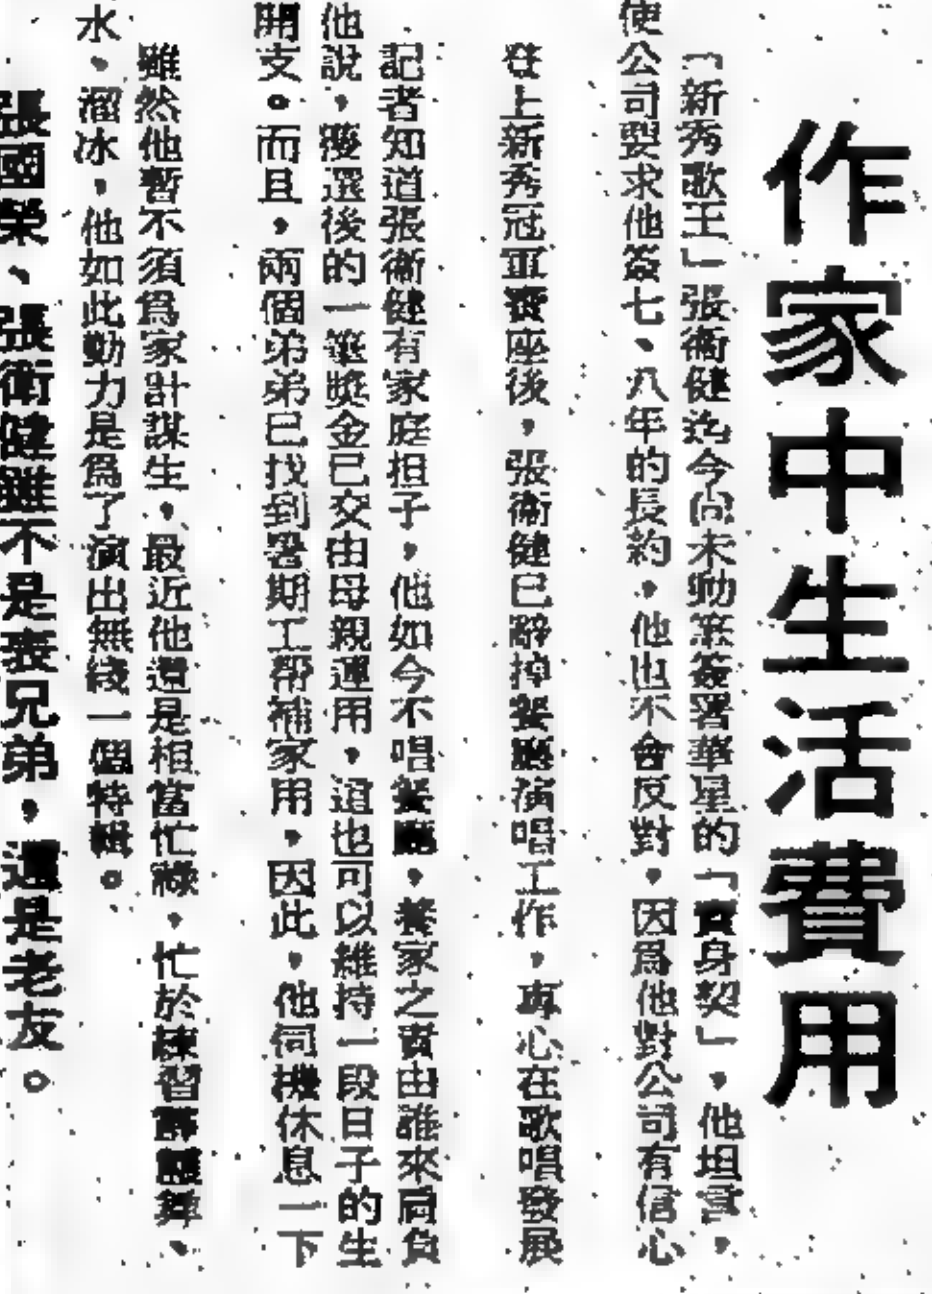 作家中生活費用
「新秀歌王」張衛健迄今尚未動筆簽署華星的「賣身契」，他坦言，
使公司要求他簽七、八年的長約，他也不會反對，因爲他對公司有信心
登上新秀冠軍寶座後，張衛健已辭掉餐廳演唱工作，專心在歌唱發展
記者知道張衛健有家庭担子，他如今不唱餐廳，養家之責由誰來肩負
他說，獲選後的一筆獎金已交由母親運用，這也可以維持一段日子的生
開支。而且，兩個弟弟已找到暑期工帮補家用，因此，他伺機休息一下
雖然他暫不須爲家計謀生，最近他還是相當忙碌，忙於練習舞、
水，溜冰，他如此動力是爲了演出無綫一個特輯。
張國榮、張衛健雖不是喪兄弟，還是老友。